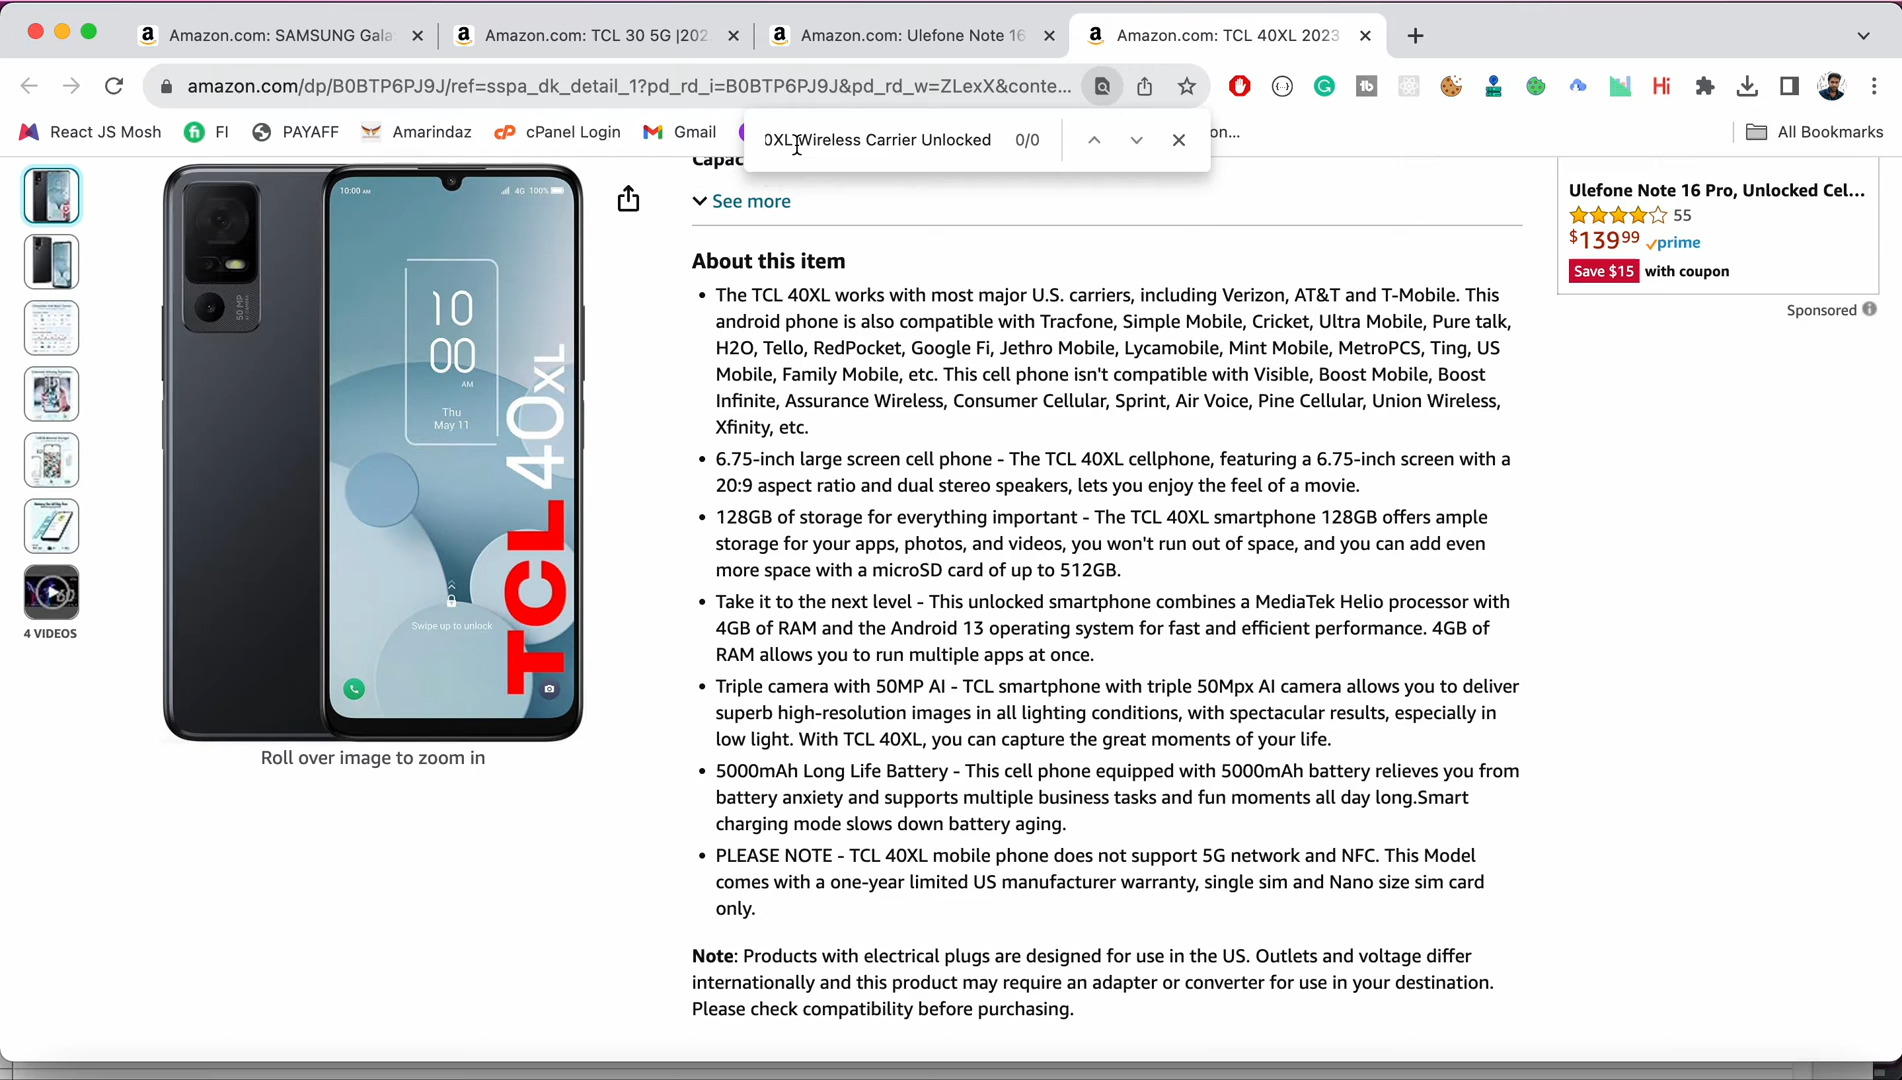 Amazon.com: SAMSUNG Gala
Amazon.com: TCL 30 5G |202
Amazon.com: Ulefone Note 16
Amazon.com: TCL 40XL 2023
amazon.com/dp/B0BTP6PJ9J/ref=sspa_dk_detail_1?pd_rd_i=B0BTP6PJ9J&pd_rd_w=ZLexX&conte...
React JS Mosh
FI
PAYAFF
Amarindaz
cPanel Login
Gmail
on...
All Bookmarks
0XL Wireless Carrier Unlocked 0/0
Capac
See more
About this item
• The TCL 40XL works with most major U.S. carriers, including Verizon, AT&T and T-Mobile. This
android phone is also compatible with Tracfone, Simple Mobile, Cricket, Ultra Mobile, Pure talk,
H2O, Tello, RedPocket, Google Fi, Jethro Mobile, Lycamobile, Mint Mobile, MetroPCS, Ting, US
Mobile, Family Mobile, etc. This cell phone isn't compatible with Visible, Boost Mobile, Boost
Infinite, Assurance Wireless, Consumer Cellular, Sprint, Air Voice, Pine Cellular, Union Wireless,
Xfinity, etc.
• 6.75-inch large screen cell phone - The TCL 40XL cellphone, featuring a 6.75-inch screen with a
20:9 aspect ratio and dual stereo speakers, lets you enjoy the feel of a movie.
• 128GB of storage for everything important - The TCL 40XL smartphone 128GB offers ample
storage for your apps, photos, and videos, you won't run out of space, and you can add even
more space with a microSD card of up to 512GB.
• Take it to the next level - This unlocked smartphone combines a MediaTek Helio processor with
4GB of RAM and the Android 13 operating system for fast and efficient performance. 4GB of
RAM allows you to run multiple apps at once.
• Triple camera with 50MP AI - TCL smartphone with triple 50Mpx AI camera allows you to deliver
superb high-resolution images in all lighting conditions, with spectacular results, especially in
low light. With TCL 40XL, you can capture the great moments of your life.
• 5000mAh Long Life Battery - This cell phone equipped with 5000mAh battery relieves you from
battery anxiety and supports multiple business tasks and fun moments all day long.Smart
charging mode slows down battery aging.
• PLEASE NOTE - TCL 40XL mobile phone does not support 5G network and NFC. This Model
comes with a one-year limited US manufacturer warranty, single sim and Nano size sim card
only.
Note: Products with electrical plugs are designed for use in the US. Outlets and voltage differ
internationally and this product may require an adapter or converter for use in your destination.
Please check compatibility before purchasing.
10:00 AM
4G 100%
10
00
AM
Thu
May 11
Swipe up to unlock
TCL 40XL
50 MP
Roll over image to zoom in
4 VIDEOS
Ulefone Note 16 Pro, Unlocked Cel...
55
$139 99 prime
Save $15 with coupon
Sponsored